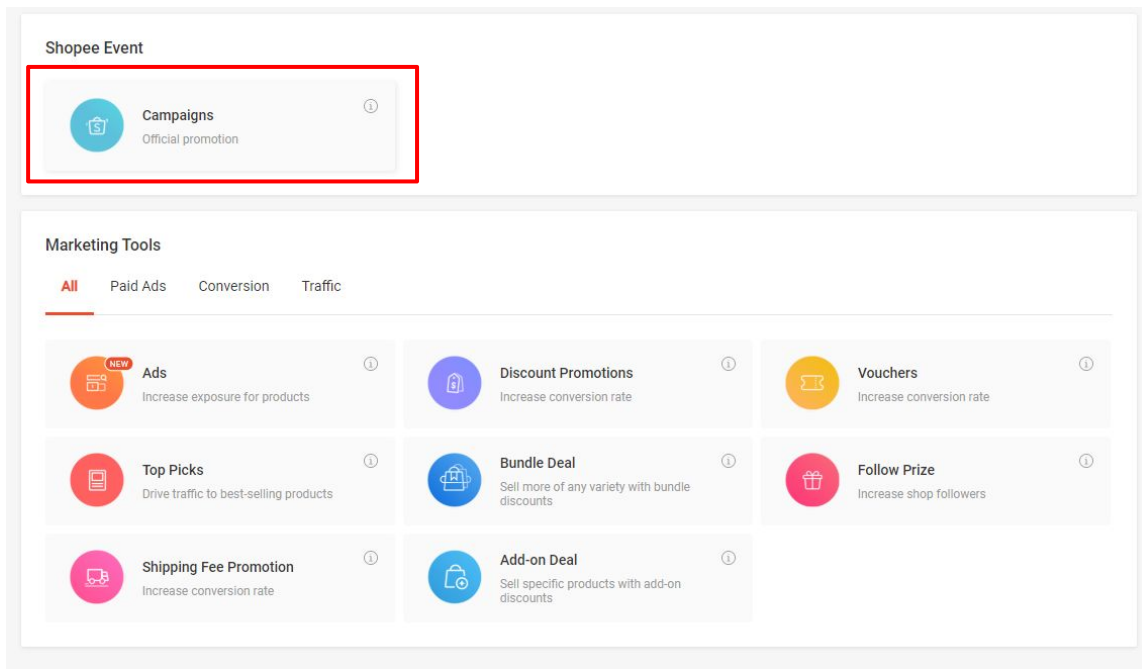 Shopee Event
Campaigns
Official promotion
Marketing Tools
All Paid Ads Conversion Traffic
NEW
Ads
Increase exposure for products
Discount Promotions
Increase conversion rate
Vouchers
Increase conversion rate
Top Picks
Drive traffic to best-selling products
Bundle Deal
Sell more of any variety with bundle
discounts
Follow Prize
Increase shop followers
Shipping Fee Promotion
Increase conversion rate
Add-on Deal
Sell specific products with add-on
discounts